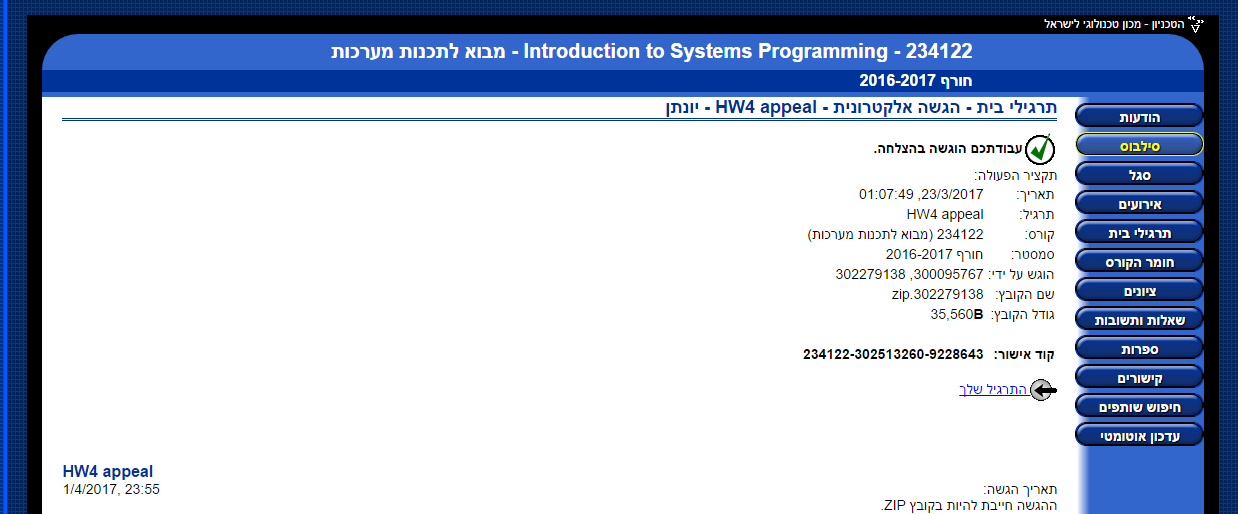 הטכניון - מכון טכנולוגי לישראל
234122 - Introduction to Systems Programming - מבוא לתכנות מערכות
חורף 2016-2017
תרגילי בית - הגשה אלקטרונית - HW4 appeal - יונתן
הודעות
סילבוס
סגל
אירועים
תרגילי בית
חומר הקורס
ציונים
שאלות ותשובות
ספרות
קישורים
חיפוש שותפים
עדכון אוטומטי
עבודתכם הוגשה בהצלחה.
תקציר הפעולה:
תאריך: 23/3/2017, 01:07:49
תרגיל: HW4 appeal
קורס: 234122 (מבוא לתכנות מערכות)
סמסטר: חורף 2016-2017
הוגש על ידי: 300095767, 302279138
שם הקובץ: 302279138.zip
גודל הקובץ: 35,560B
קוד אישור: 234122-302513260-9228643
התרגיל שלך
HW4 appeal
תאריך הגשה: 1/4/2017, 23:55
ההגשה חייבת להיות בקובץ ZIP.